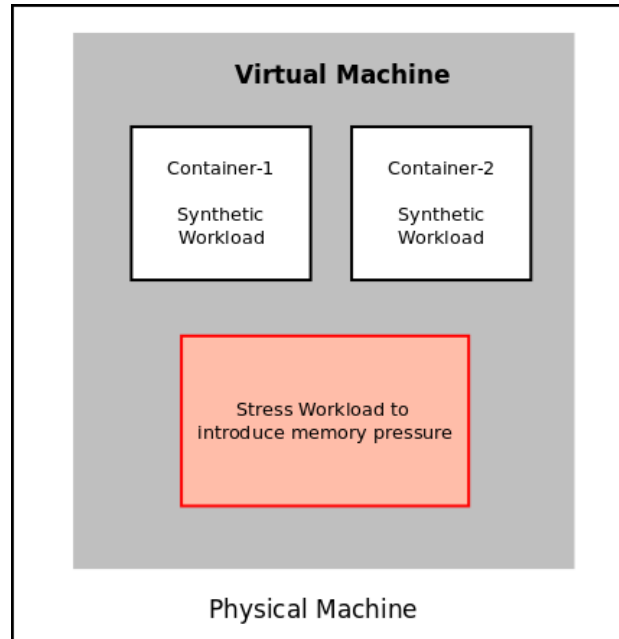 Virtual Machine
Container-1
Synthetic
Workload
Container-2
Synthetic
Workload
Stress Workload to
introduce memory pressure
Physical Machine